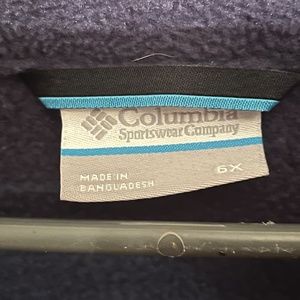 Columbia
Sportswear Company
MADE IN
BANGLADESH
6X